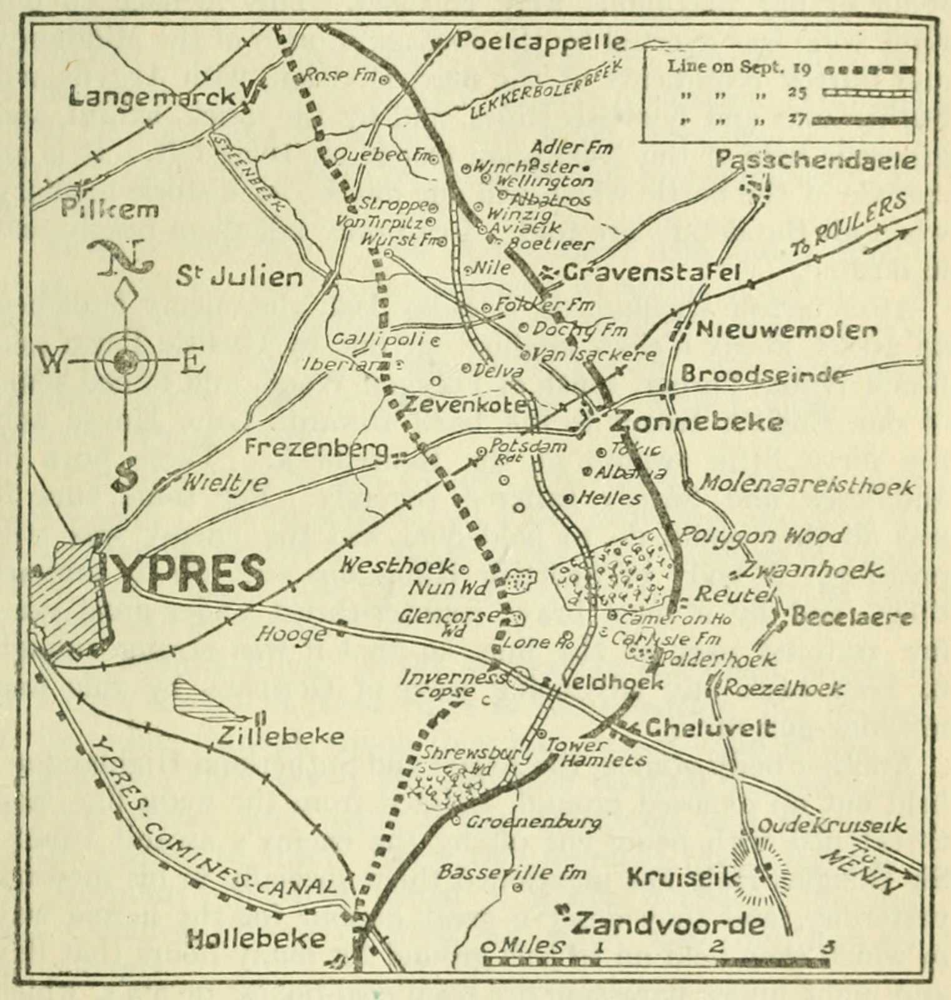 Poelcappelle
Line on Sept. 19
„ „ „ 25
„ „ „ 27
Rose Fm
Langemarck
LEKKERBOLERBEEK
STEENBEEK
Quebec Fm
Adler Fm
Winchester
Wellington
Albatros
Passchendaele
Pilkem
Stroppe
Winzig
Von Tirpitz
Aviatik
Wurst Fm
Boetleer
To ROULERS
N
St Julien
Nile
Gravenstafel
Fokker Fm
Dochy Fm
Nieuwemolen
Gallipoli
Van Isackere
W
E
Iberian
Delva
Broodseinde
Zevenkote
Zonnebeke
Frezenberg
Potsdam
Rdt
Tokio
Albania
S
Wieltje
Molenaareisthoek
Helles
Polygon Wood
YPRES
Westhoek
Zwaanhoek
Nun Wd
Reutel
Glencorse
Wd
Cameron Ho
Becelaere
Hooge
Lone Ho
Carlisle Fm
Polderhoek
Inverness
Copse
Veldhoek
Roezelhoek
Zillebeke
Gheluvelt
Tower
Hamlets
Shrewsbury
Wd
YPRES-COMINES-CANAL
Groenenburg
Oude Kruiseik
TO
MENIN
Basseville Fm
Kruiseik
Zandvoorde
Hollebeke
0 Miles 1 2 3